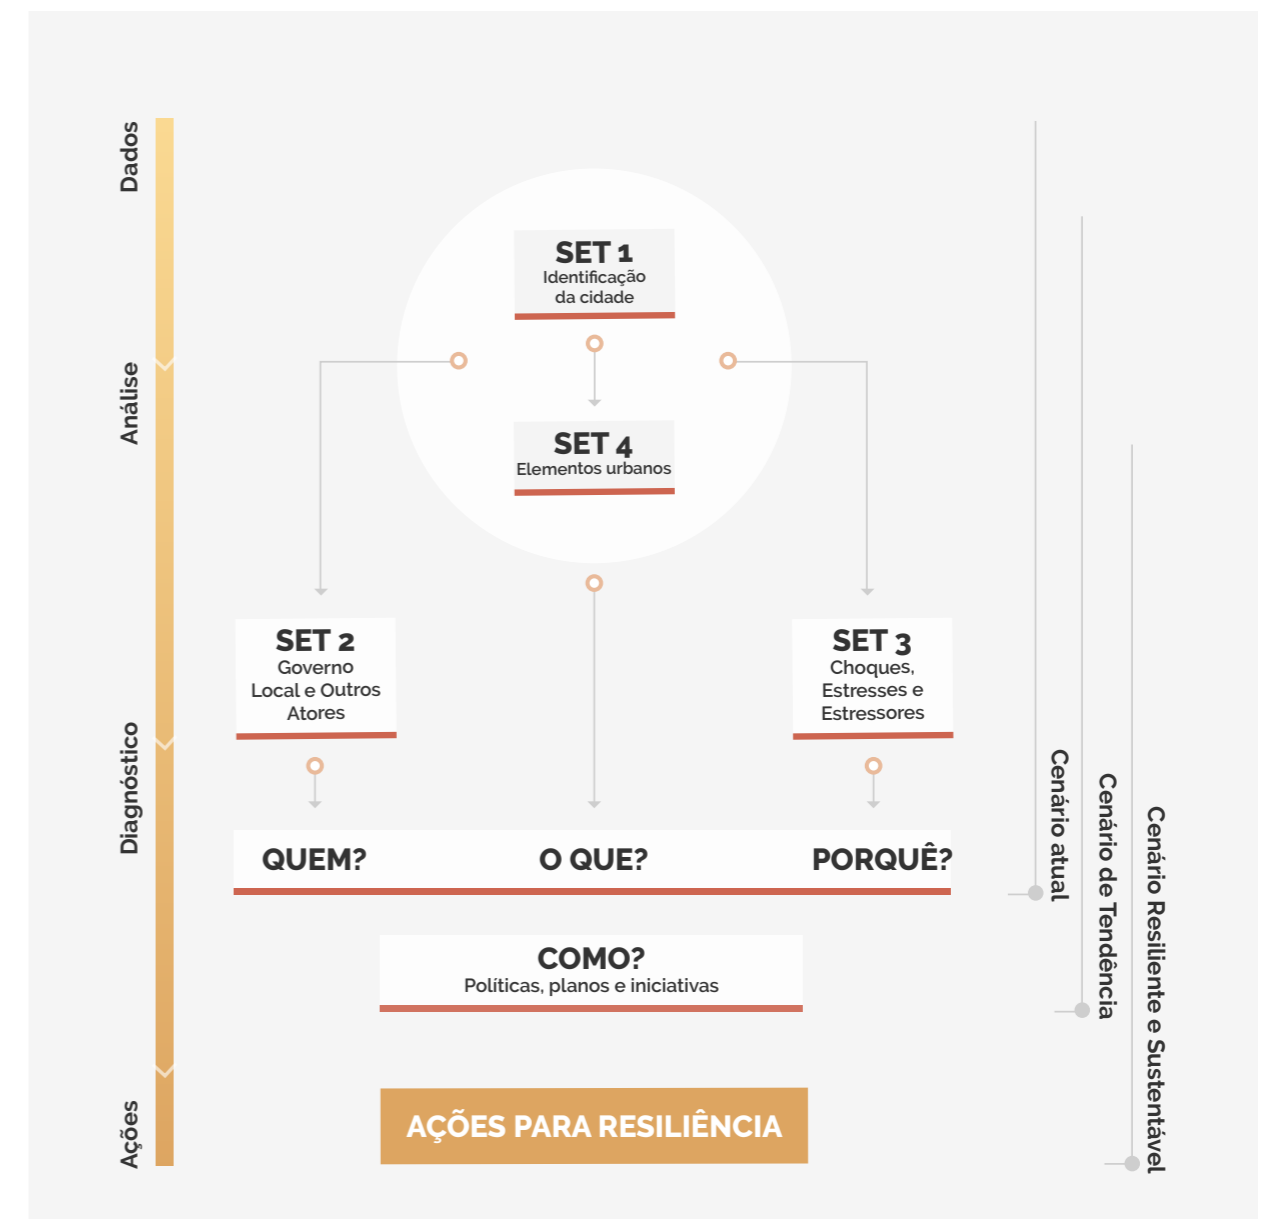 Dados
Análise
Diagnóstico
Ações
SET 1
Identificação
da cidade
SET 4
Elementos urbanos
SET 2
Governo
Local e Outros
Atores
SET 3
Choques,
Estresses e
Estressores
QUEM?
O QUE?
PORQUÊ?
COMO?
Políticas, planos e iniciativas
AÇÕES PARA RESILIÊNCIA
Cenário atual
Cenário de Tendência
Cenário Resiliente e Sustentável